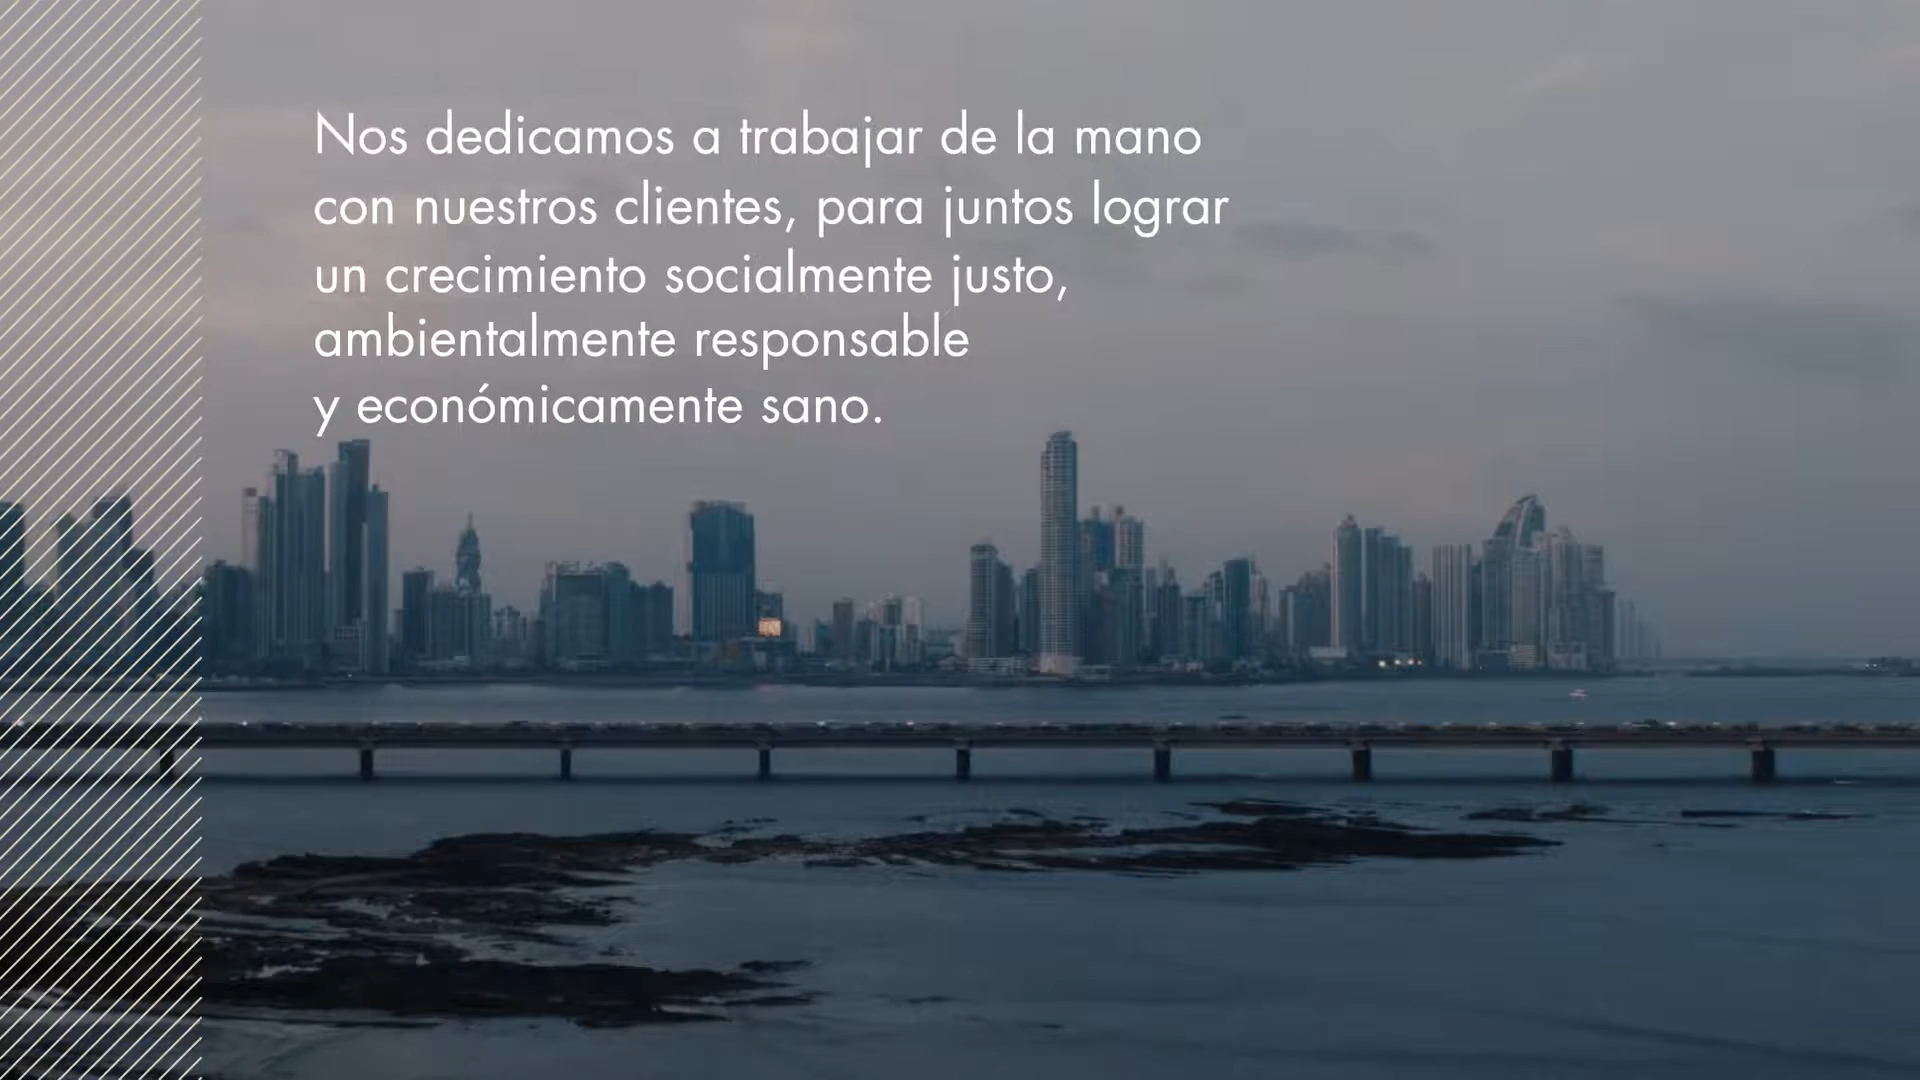 Nos dedicamos a trabajar de la mano
con nuestros clientes, para juntos lograr
un crecimiento socialmente justo,
ambientalmente responsable
y económicamente sano.